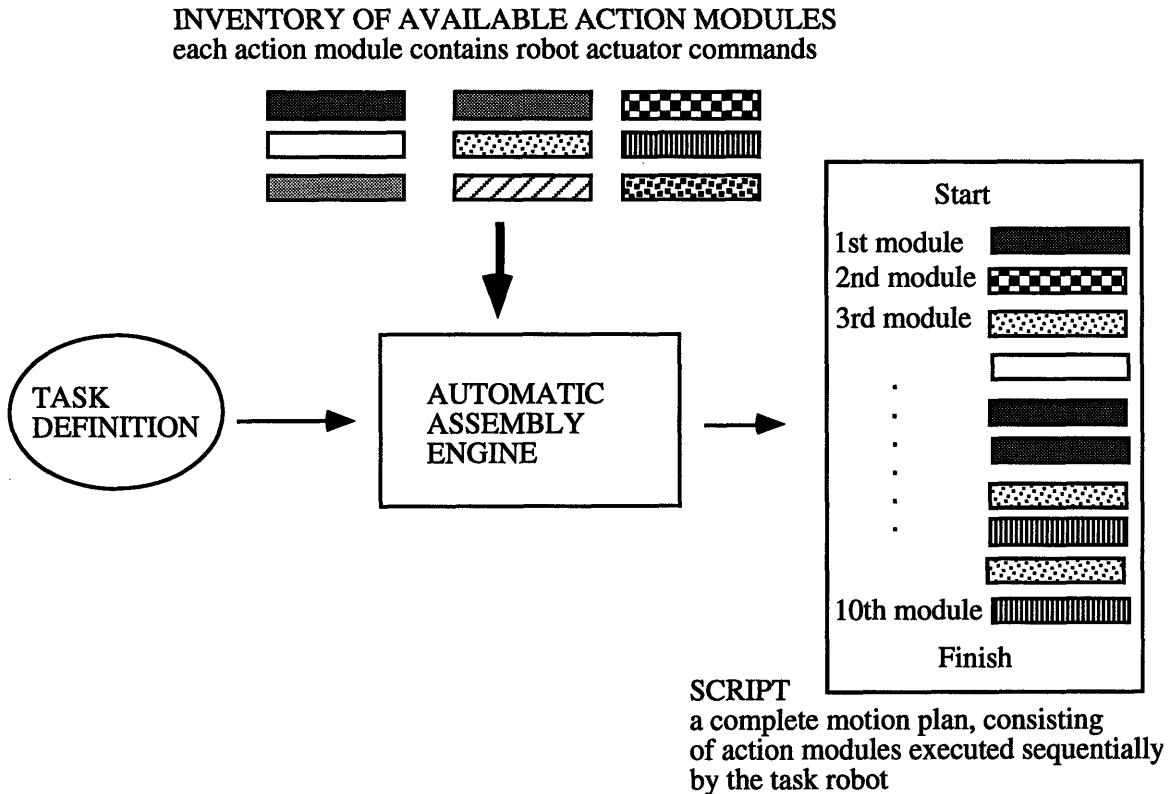 INVENTORY OF AVAILABLE ACTION MODULES
each action module contains robot actuator commands
TASK
DEFINITION
AUTOMATIC
ASSEMBLY
ENGINE
Start
1st module
2nd module
3rd module
10th module
Finish
SCRIPT
a complete motion plan, consisting
of action modules executed sequentially
by the task robot